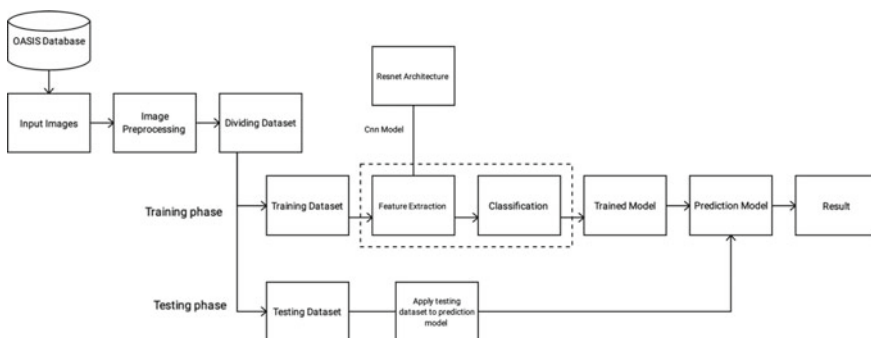 OASIS Database
Resnet Architecture
Input Images
Image
Preprocessing
Dividing Dataset
Cnn Model
Training phase
Training Dataset
Feature Extraction
Classification
Trained Model
Prediction Model
Result
Testing phase
Testing Dataset
Apply testing
dataset to prediction
model